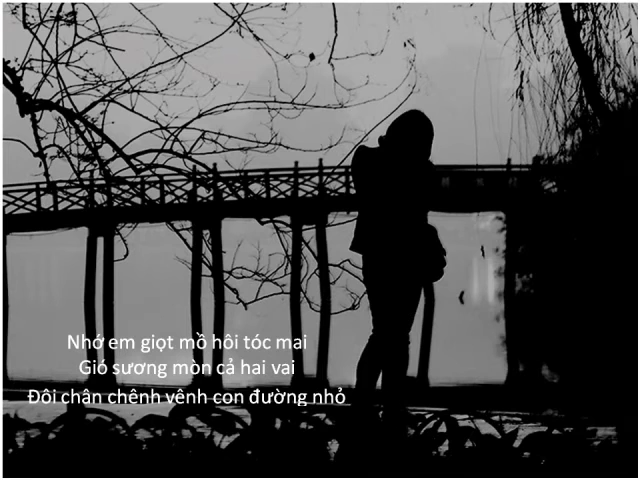 Nhớ em giọt mồ hôi tóc mai
Gió sương mòn cả hai vai
Đôi chân chênh vênh con đường nhỏ